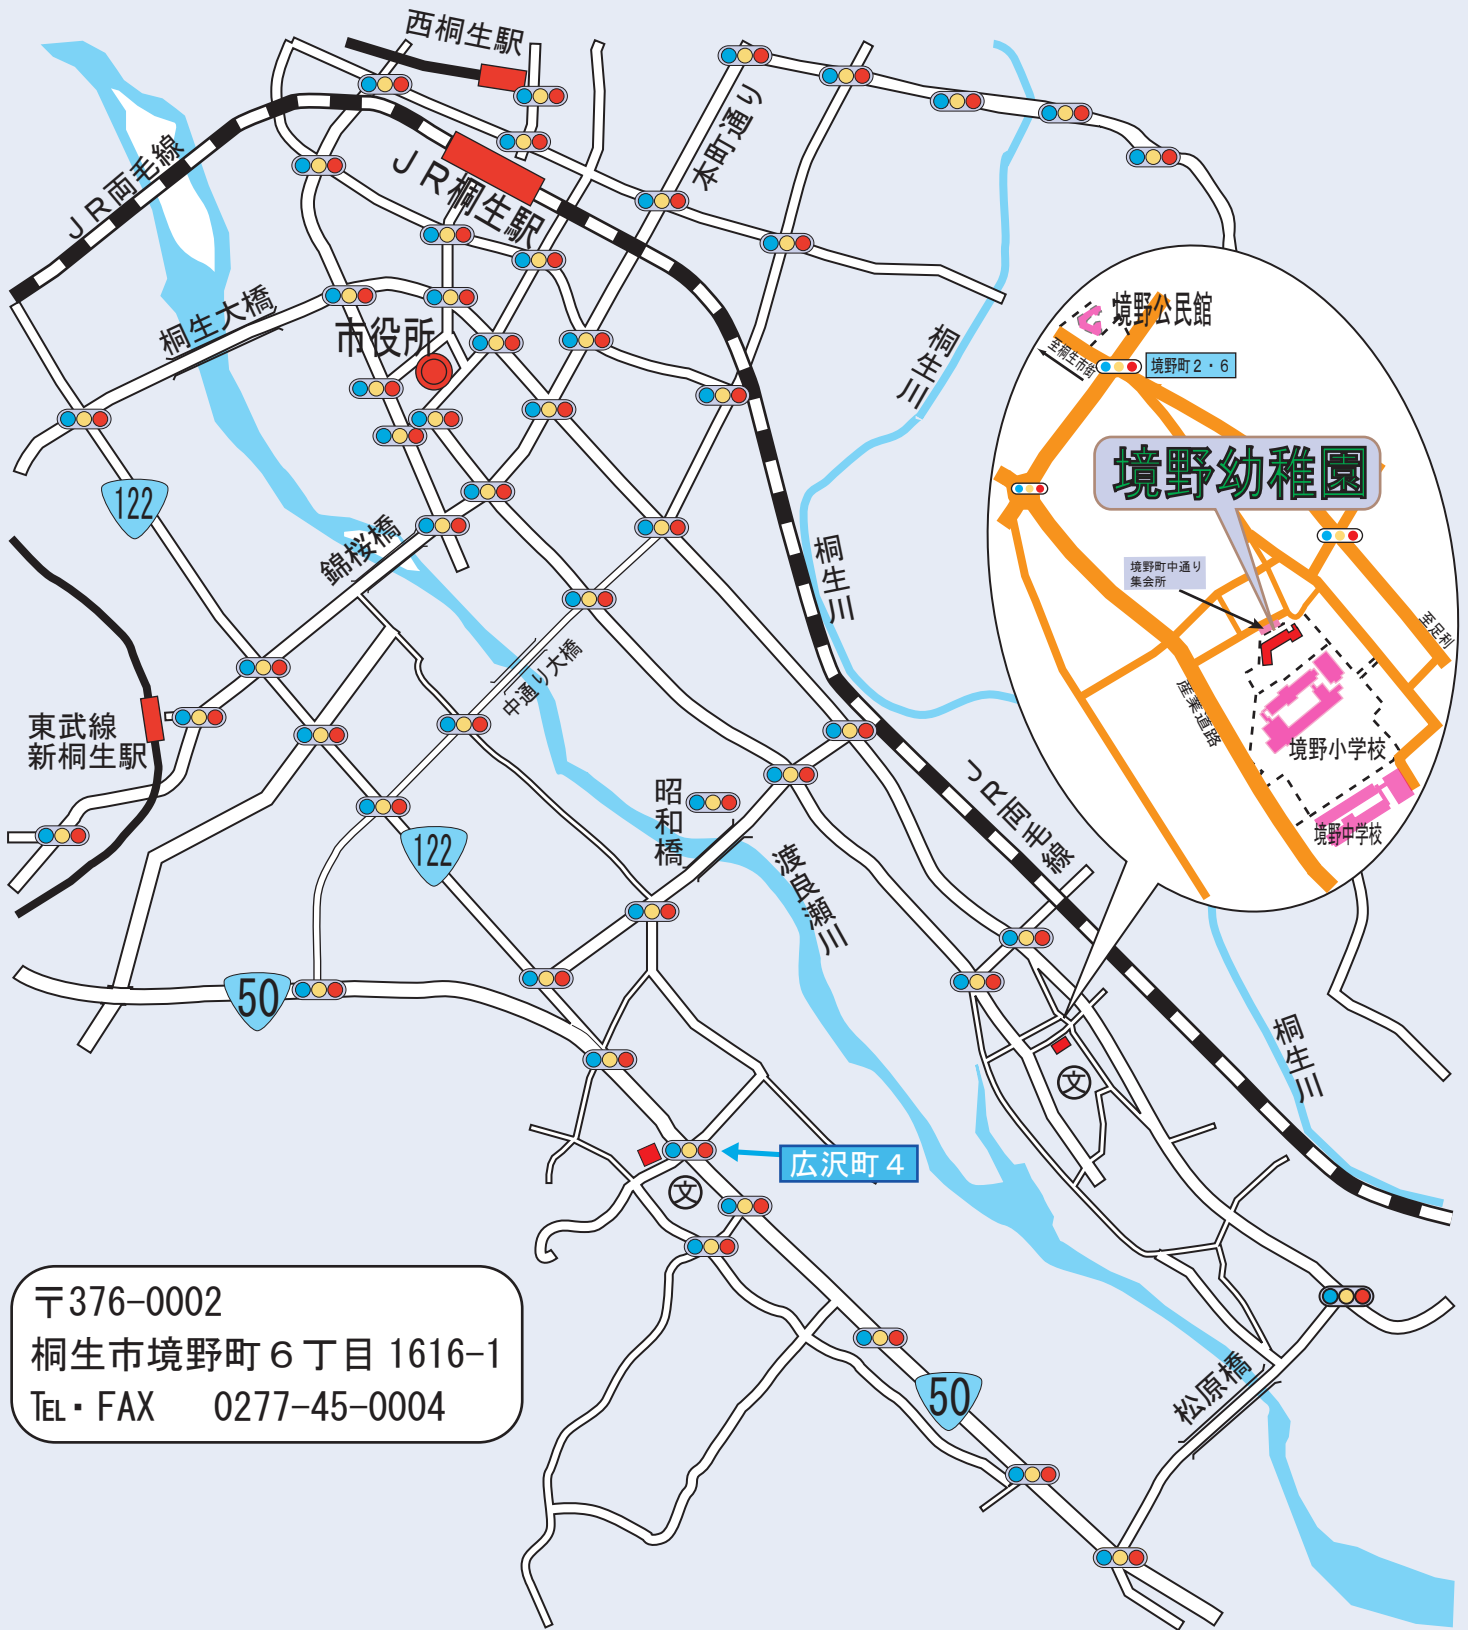 西桐生駅
本町通り
JR両毛線
JR桐生駅
桐生大橋
市役所
桐生川
境野公民館
至桐生市街
境野町2・6
境野幼稚園
122
錦桜橋
桐生川
境野町中通り
集会所
至足利
中通り大橋
産業道路
東武線
新桐生駅
境野小学校
昭和橋
JR両毛線
境野中学校
122
渡良瀬川
50
桐生川
文
広沢町4
文
〒376-0002
桐生市境野町6丁目 1616-1
TEL・FAX 0277-45-0004
松原橋
50